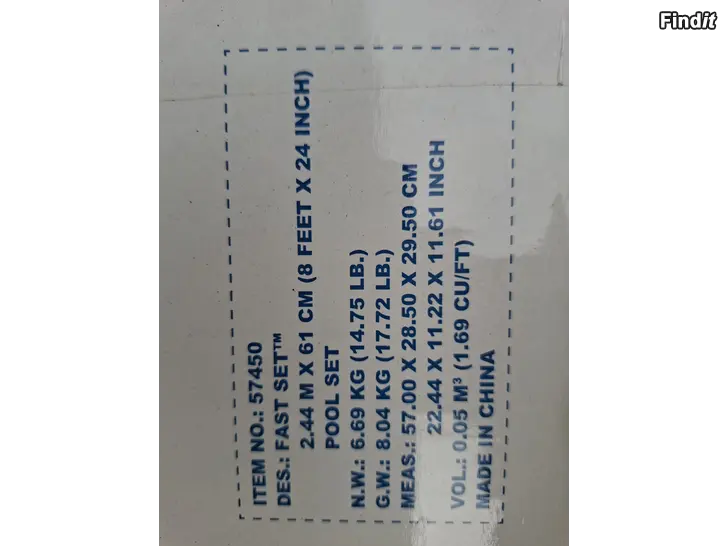 Findit
ITEM NO.: 57450
DES.: FAST SET™
2.44 M X 61 CM (8 FEET X 24 INCH)
POOL SET
N.W.: 6.69 KG (14.75 LB.)
G.W.: 8.04 KG (17.72 LB.)
MEAS.: 57.00 X 28.50 X 29.50 CM
22.44 X 11.22 X 11.61 INCH
VOL.: 0.05 M³ (1.69 CU/FT)
MADE IN CHINA